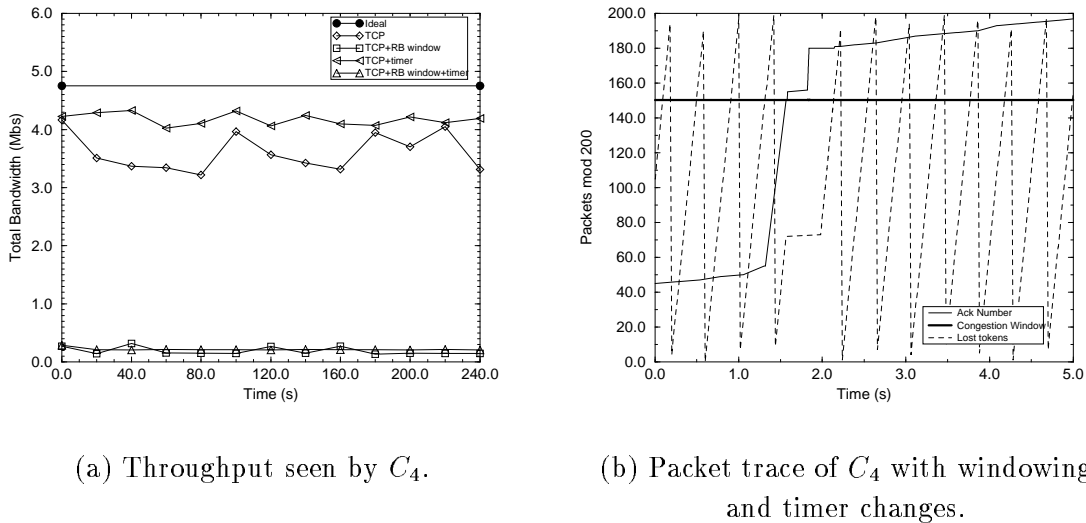 Ideal
TCP
TCP+RB window
TCP+timer
TCP+RB window+timer
6.0
5.0
4.0
3.0
2.0
1.0
0.0
Total Bandwidth (Mbs)
0.0 40.0 80.0 120.0 160.0 200.0 240.0
Time (s)
200.0
180.0
160.0
140.0
120.0
100.0
80.0
60.0
40.0
20.0
0.0
Packets mod 200
Ack Number
Congestion Window
Lost tokens
0.0 1.0 2.0 3.0 4.0 5.0
Time (s)
(a) Throughput seen by C4.
(b) Packet trace of C4 with windowing
and timer changes.